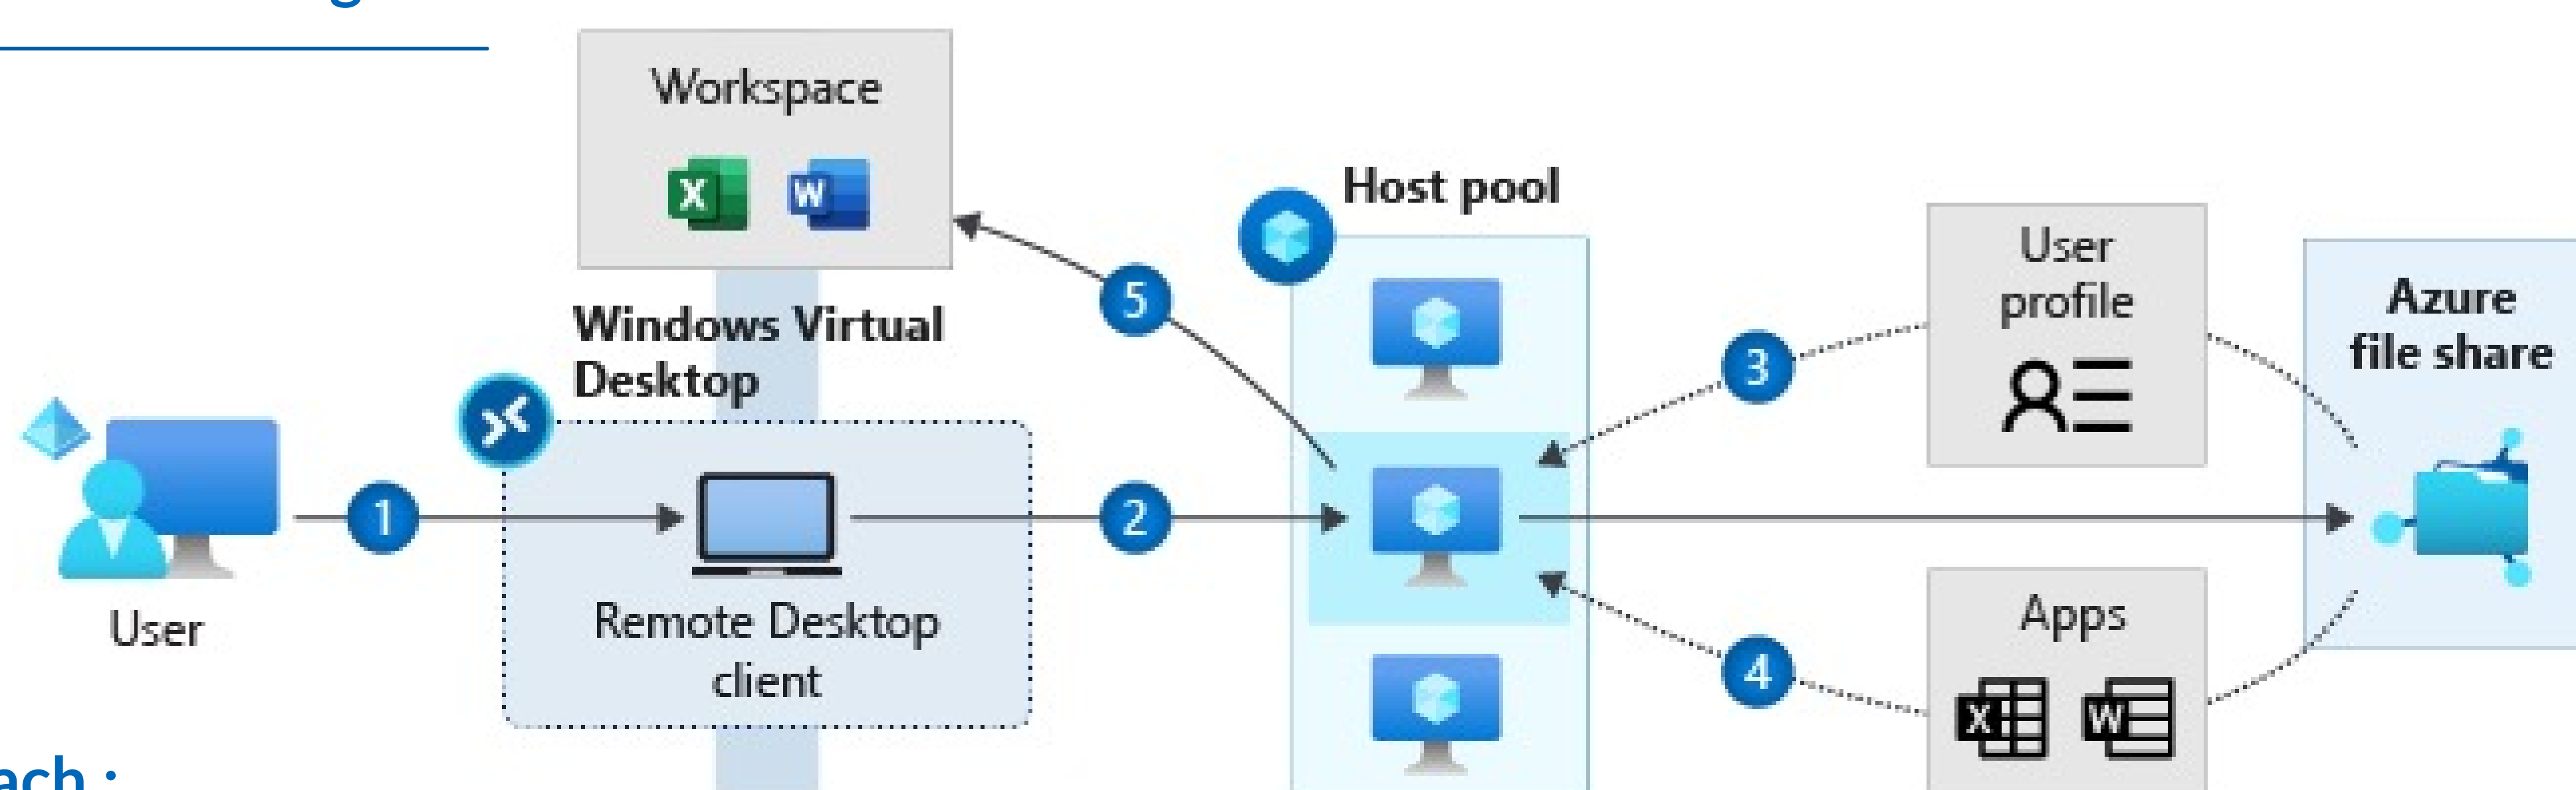 Workspace
X W
Host pool
User
profile
Azure
file share
5
Windows Virtual
Desktop
3
1
2
Remote Desktop
client
User
Apps
4
X W
ach :